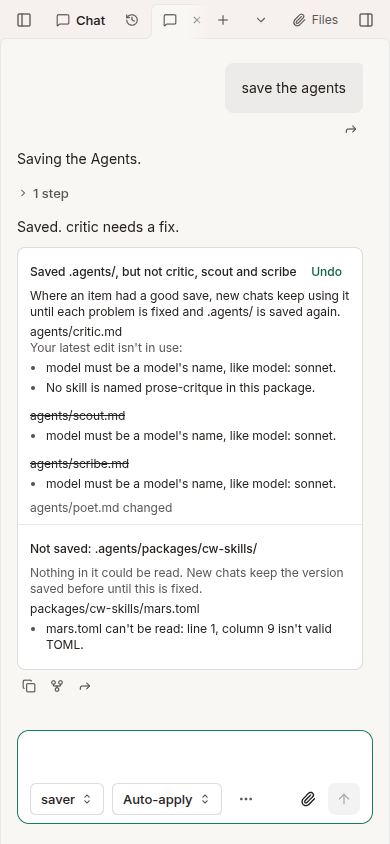 Chat
Files
save the agents
Saving the Agents.
1 step
Saved. critic needs a fix.
Saved .agents/, but not critic, scout and scribe Undo
Where an item had a good save, new chats keep using it
until each problem is fixed and .agents/ is saved again.
agents/critic.md
Your latest edit isn't in use:
• model must be a model's name, like model: sonnet.
• No skill is named prose-critque in this package.
agents/scout.md
• model must be a model's name, like model: sonnet.
agents/scribe.md
• model must be a model's name, like model: sonnet.
agents/poet.md changed
Not saved: .agents/packages/cw-skills/
Nothing in it could be read. New chats keep the version
saved before until this is fixed.
packages/cw-skills/mars.toml
• mars.toml can't be read: line 1, column 9 isn't valid
TOML.
saver
Auto-apply